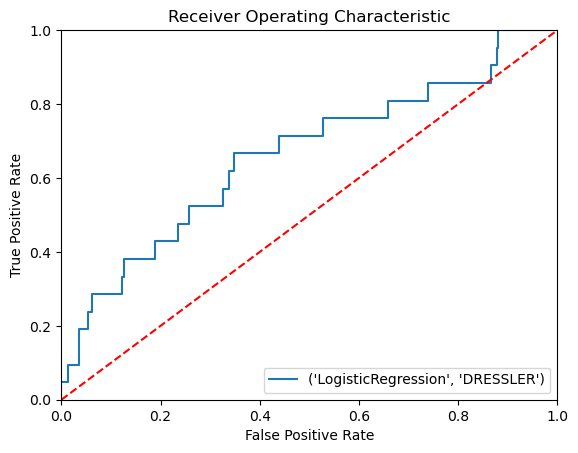 Receiver Operating Characteristic
True Positive Rate
1.0
0.8
0.6
0.4
0.2
0.0
('LogisticRegression', 'DRESSLER')
0.0 0.2 0.4 0.6 0.8 1.0
False Positive Rate